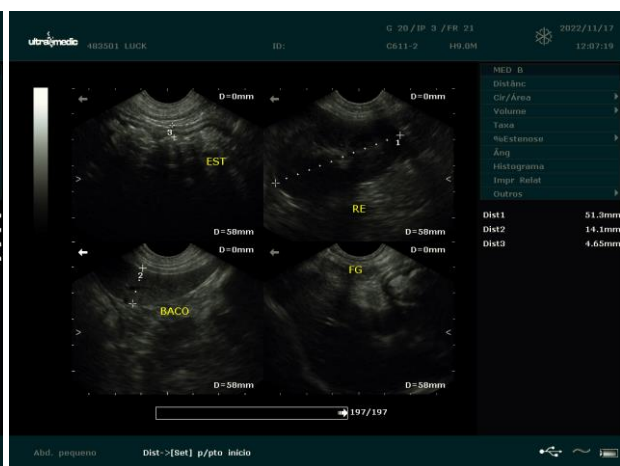 ultramedic
483501 LUCK
ID:
G 20/IP 3 /FR 21
C611-2 H9.0M
2022/11/17
12:07:19
MED B
Distânc
Cir/Área
Volume
Taxa
%Estenose
Âng
Histograma
Impr Relat
Outros
Dist1 51.3mm
Dist2 14.1mm
Dist3 4.65mm
D=0mm
3
EST
D=58mm
D=0mm
1
RE
D=58mm
D=0mm
2
BACO
D=58mm
D=0mm
FG
D=58mm
197/197
Abd. pequeno
Dist->[Set] p/pto início